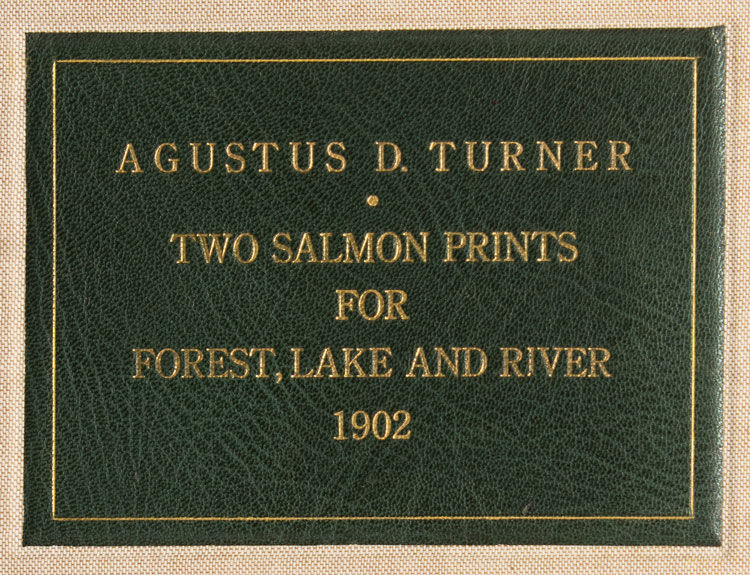 AGUSTUS D. TURNER
TWO SALMON PRINTS
FOR
FOREST, LAKE AND RIVER
1902